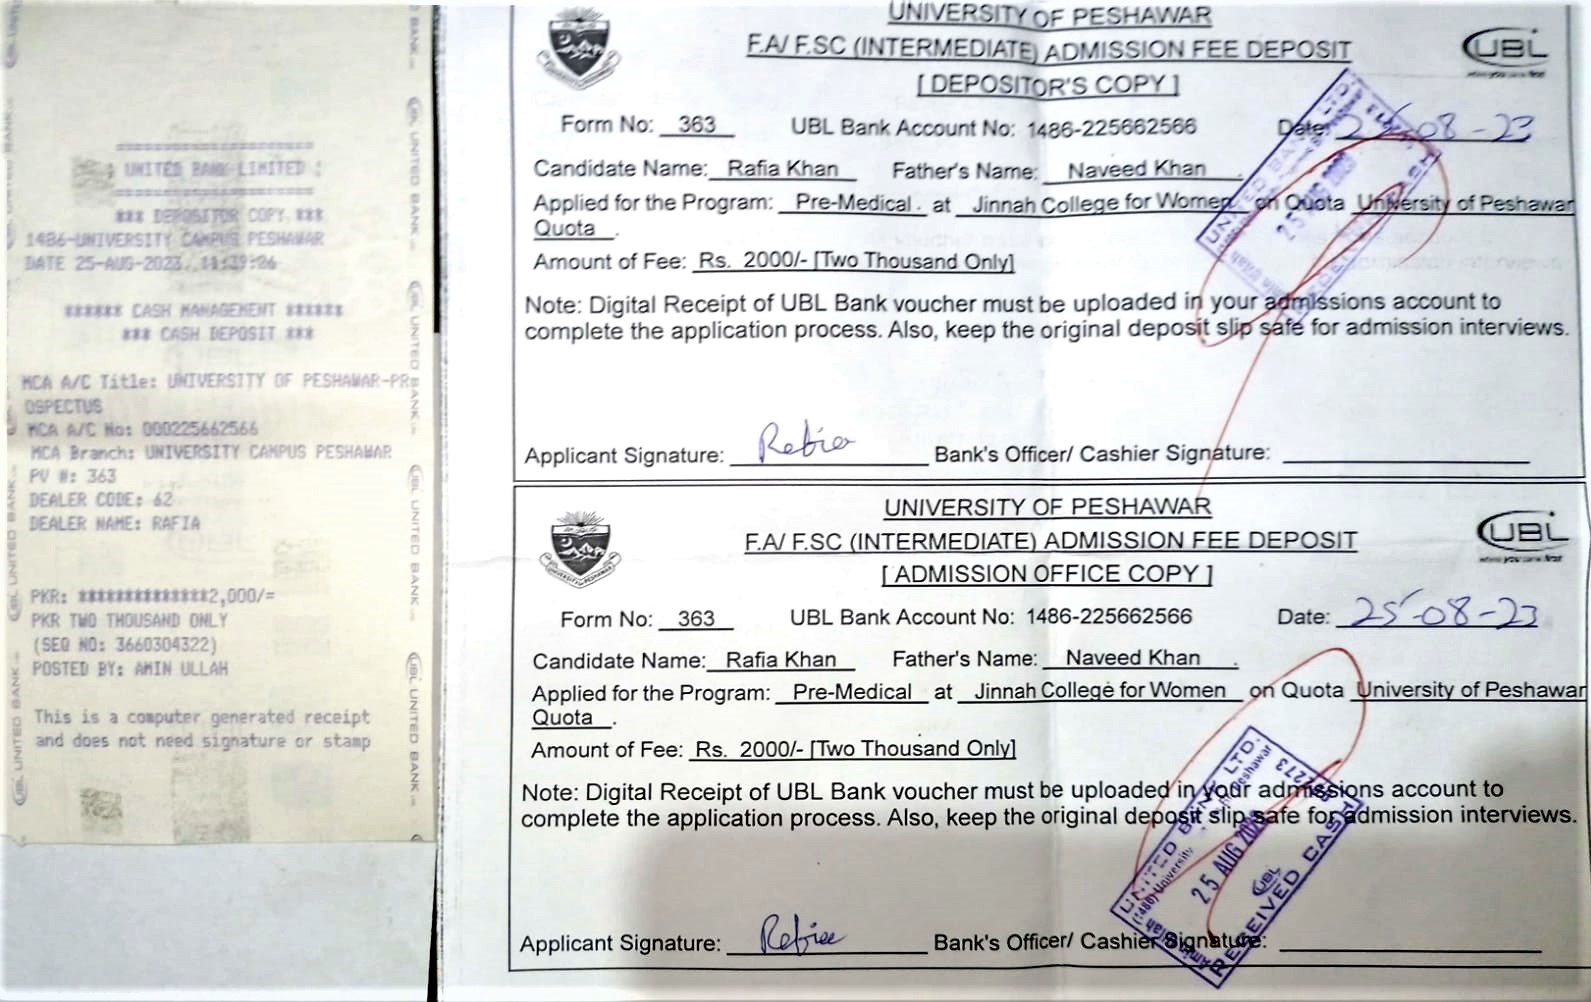 UNITED BANK LIMITED :
*** DEPOSITOR COPY ***
1486-UNIVERSITY CAMPUS PESHAWAR
DATE 25-AUG-2023, 11:39:06
****** CASH MANAGEMENT ******
*** CASH DEPOSIT ***
MCA A/C Title: UNIVERSITY OF PESHAWAR-PR
OSPECTUS
MCA A/C No: 000225662566
MCA Branch: UNIVERSITY CAMPUS PESHAWAR
PV #: 363
DEALER CODE: 62
DEALER NAME: RAFIA
PKR: **************2,000/=
PKR TWO THOUSAND ONLY
(SEQ NO: 3660304322)
POSTED BY: AMIN ULLAH
This is a computer generated receipt
and does not need signature or stamp
UNIVERSITY OF PESHAWAR
F.A/ F.SC (INTERMEDIATE) ADMISSION FEE DEPOSIT
[ DEPOSITOR'S COPY ]
UBL
Form No: 363 UBL Bank Account No: 1486-225662566 Date: 25-08-23
Candidate Name: Rafia Khan Father's Name: Naveed Khan .
Applied for the Program: Pre-Medical . at Jinnah College for Women on Quota University of Peshawar
Quota .
Amount of Fee: Rs. 2000/- [Two Thousand Only]
Note: Digital Receipt of UBL Bank voucher must be uploaded in your admissions account to
complete the application process. Also, keep the original deposit slip safe for admission interviews.
25 AUG 2023
Applicant Signature: Rafia Bank's Officer/ Cashier Signature:
UNIVERSITY OF PESHAWAR
F.A/ F.SC (INTERMEDIATE) ADMISSION FEE DEPOSIT
[ ADMISSION OFFICE COPY ]
UBL
where you come first
Form No: 363 UBL Bank Account No: 1486-225662566 Date: 25-08-23
Candidate Name: Rafia Khan Father's Name: Naveed Khan .
Applied for the Program: Pre-Medical at Jinnah College for Women on Quota University of Peshawar
Quota .
Amount of Fee: Rs. 2000/- [Two Thousand Only]
Note: Digital Receipt of UBL Bank voucher must be uploaded in your admissions account to
complete the application process. Also, keep the original deposit slip safe for admission interviews.
UNITED BANK LTD.
(1486) University Peshawar
25 AUG 2023
UBL
RECEIVED CASH
Applicant Signature: Rafia Bank's Officer/ Cashier Signature: